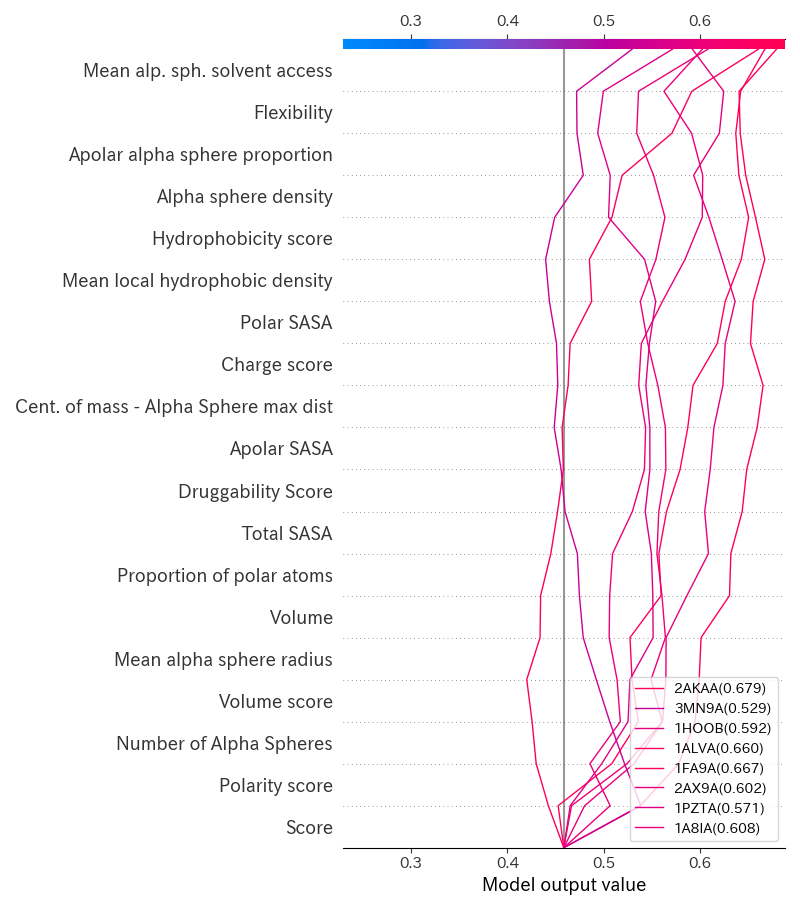 0.3 0.4 0.5 0.6
Mean alp. sph. solvent access
Flexibility
Apolar alpha sphere proportion
Alpha sphere density
Hydrophobicity score
Mean local hydrophobic density
Polar SASA
Charge score
Cent. of mass - Alpha Sphere max dist
Apolar SASA
Druggability Score
Total SASA
Proportion of polar atoms
Volume
Mean alpha sphere radius
Volume score
Number of Alpha Spheres
Polarity score
Score
2AKAA(0.679)
3MN9A(0.529)
1HOOB(0.592)
1ALVA(0.660)
1FA9A(0.667)
2AX9A(0.602)
1PZTA(0.571)
1A8IA(0.608)
0.3 0.4 0.5 0.6
Model output value